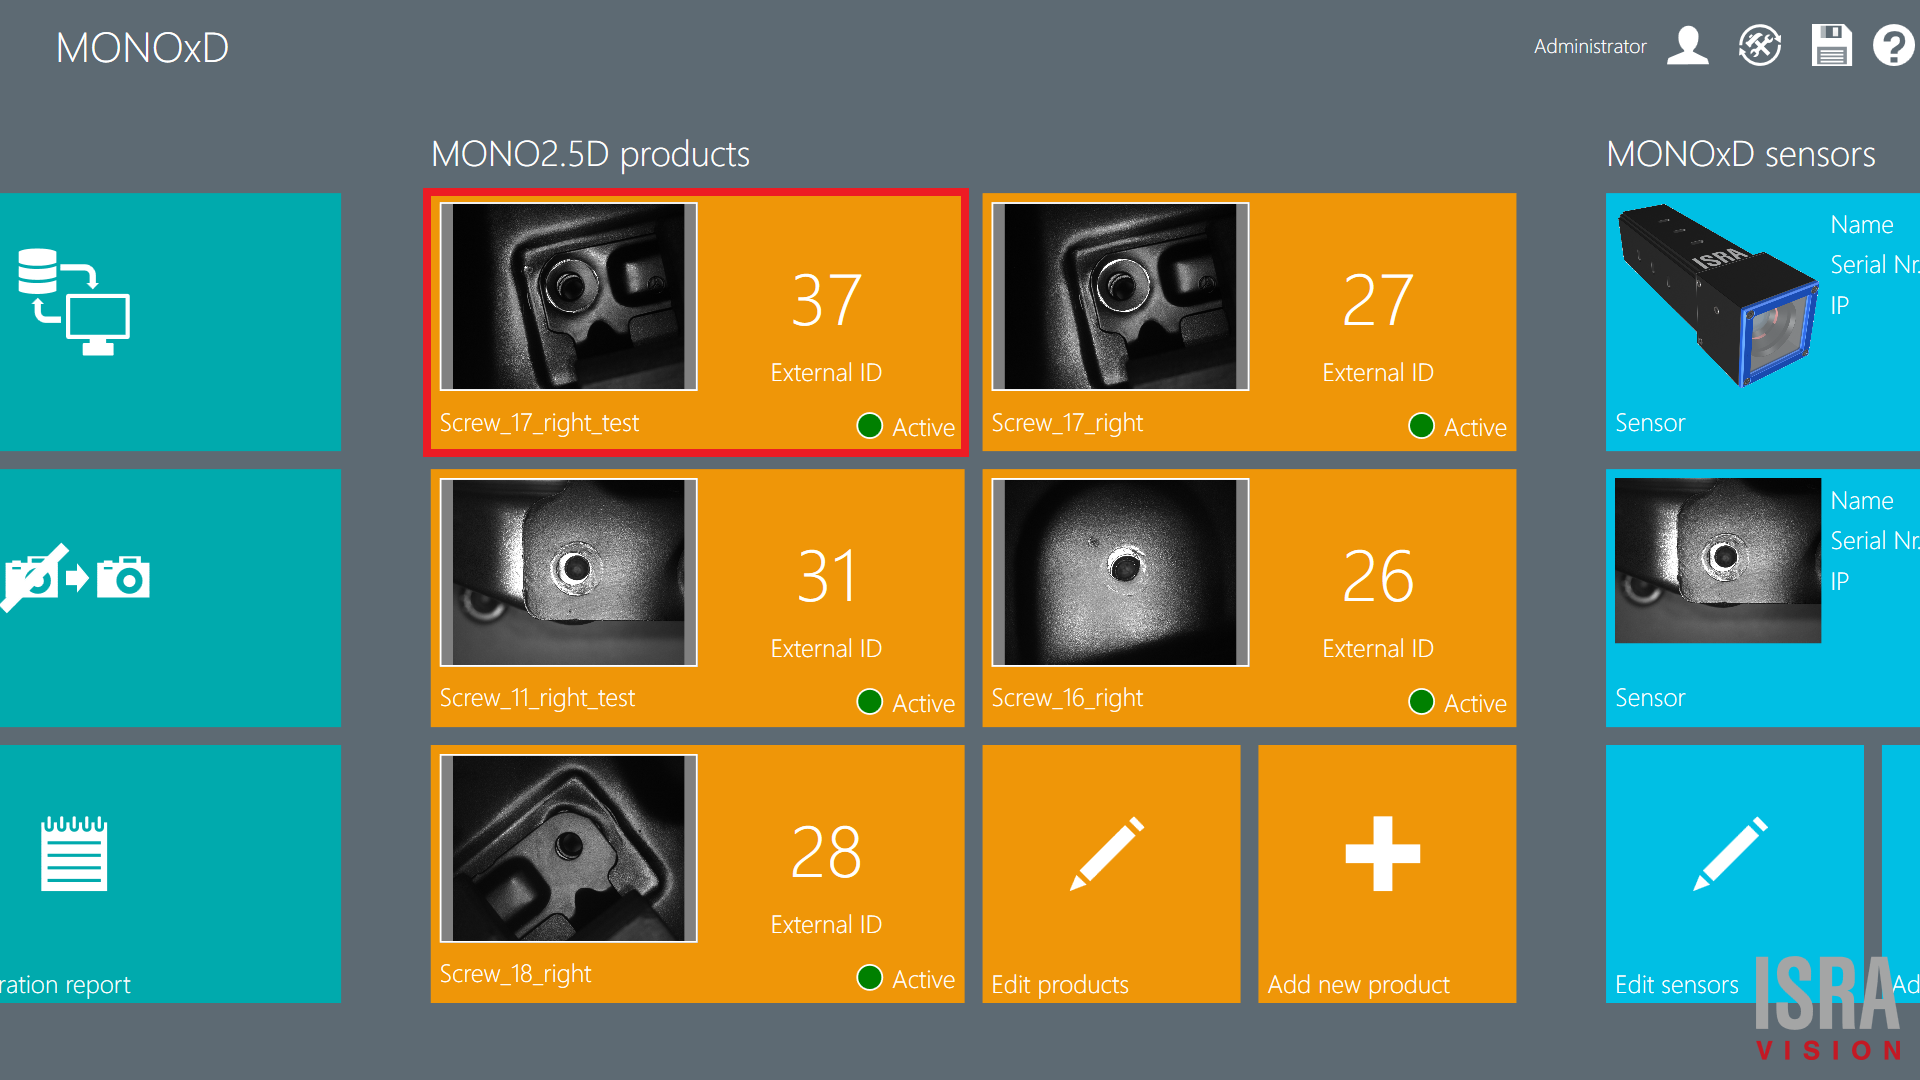 MONOxD
Administrator
MONO2.5D products
MONOxD sensors
37
External ID
Screw_17_right_test
Active
27
External ID
Screw_17_right
Active
ISRA
Name
Serial Nr.
IP
Sensor
31
External ID
Screw_11_right_test
Active
26
External ID
Screw_16_right
Active
Name
Serial Nr.
IP
Sensor
ration report
28
External ID
Screw_18_right
Active
Edit products
Add new product
Edit sensors
Ad
ISRA
VISION